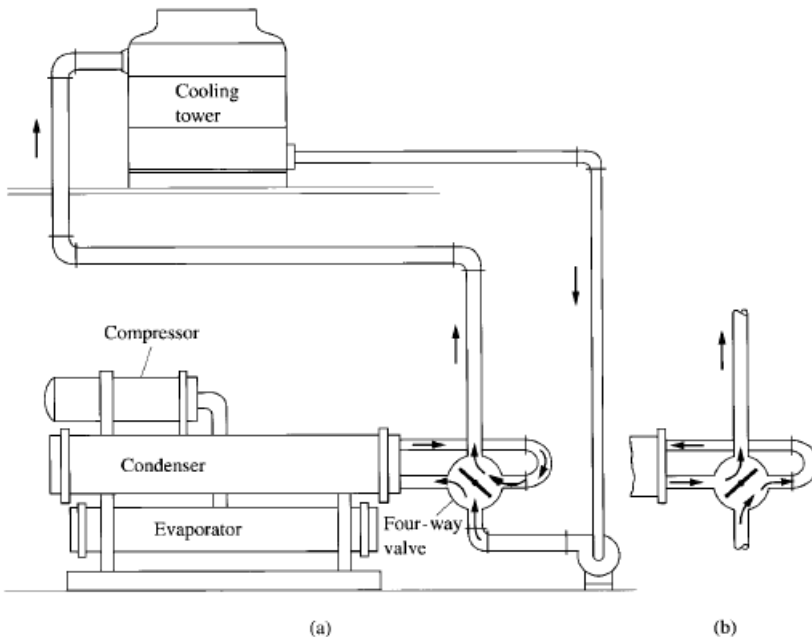 Cooling
tower
Compressor
Condenser
Evaporator
Four-way
valve
(a)
(b)